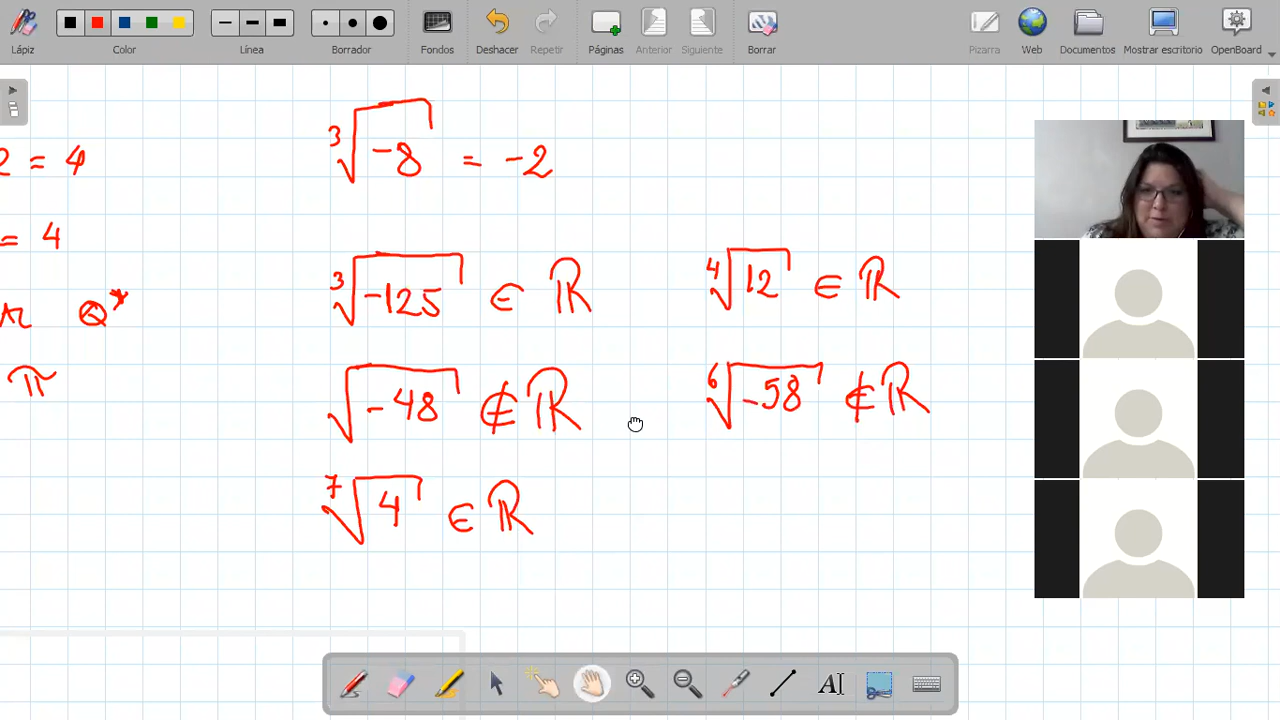 Lápiz Color Línea Borrador Fondos Deshacer Repetir Páginas Anterior Siguiente Borrar Pizarra Web Documentos Mostrar escritorio OpenBoard
2 = 4
= 4
Q*
π
∛-8 = -2
∛-125 ∈ ℝ
√-48 ∉ ℝ
⁷√4 ∈ ℝ
∜12 ∈ ℝ
⁶√-58 ∉ ℝ